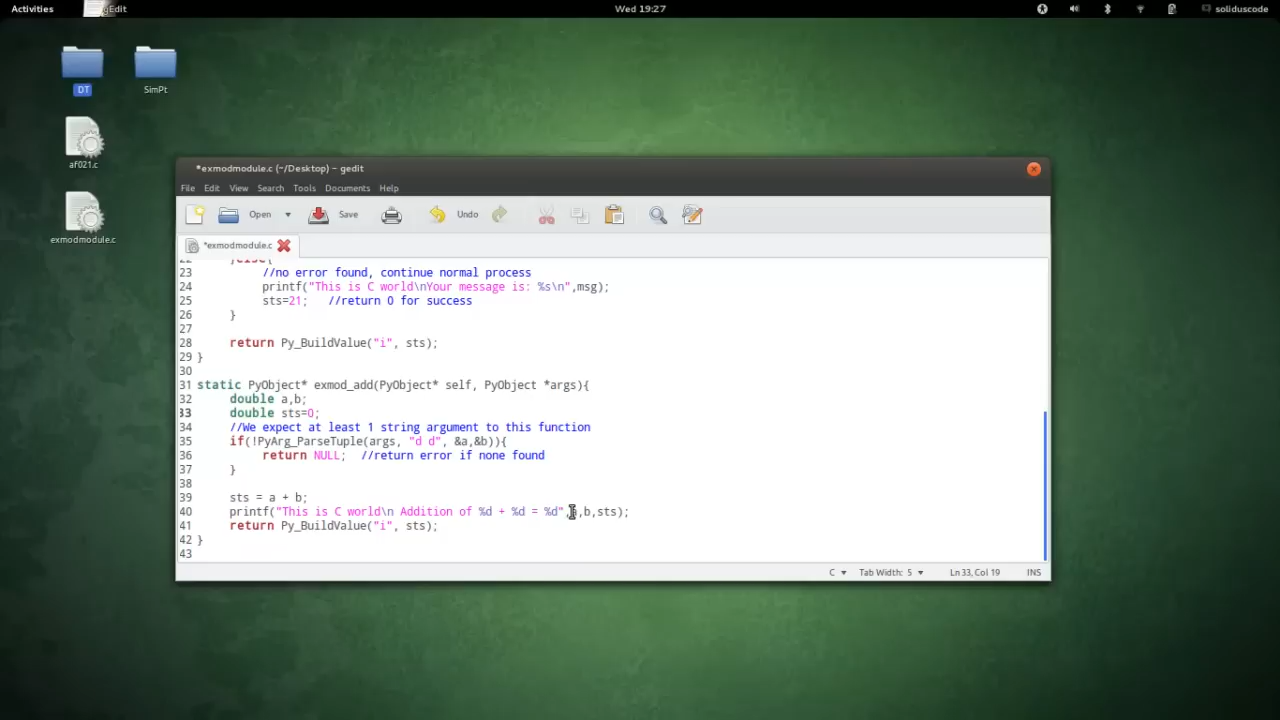 Activities gEdit Wed 19:27 soliduscode
DT SimPt
af021.c
exmodmodule.c
*exmodmodule.c (~/Desktop) – gedit
File Edit View Search Tools Documents Help
Open Save Undo
*exmodmodule.c
22 }else{
23 //no error found, continue normal process
24 printf("This is C world\nYour message is: %s\n",msg);
25 sts=21; //return 0 for success
26 }
27
28 return Py_BuildValue("i", sts);
29 }
30
31 static PyObject* exmod_add(PyObject* self, PyObject *args){
32 double a,b;
33 double sts=0;
34 //We expect at least 1 string argument to this function
35 if(!PyArg_ParseTuple(args, "d d", &a,&b)){
36 return NULL; //return error if none found
37 }
38
39 sts = a + b;
40 printf("This is C world\n Addition of %d + %d = %d",a,b,sts);
41 return Py_BuildValue("i", sts);
42 }
43
C Tab Width: 5 Ln 33, Col 19 INS